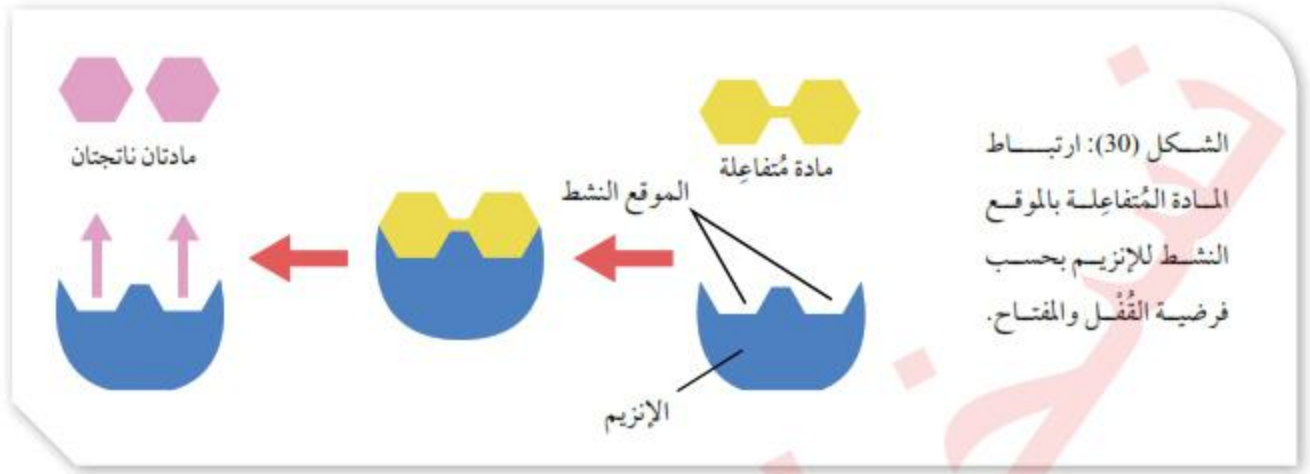 الشكل (30): ارتباط
المادة المُتفاعِلة بالموقع
النشط للإنزيم بحسب
فرضية القُفْل والمفتاح.
مادة مُتفاعِلة
الموقع النشط
الإنزيم
مادتان ناتجتان